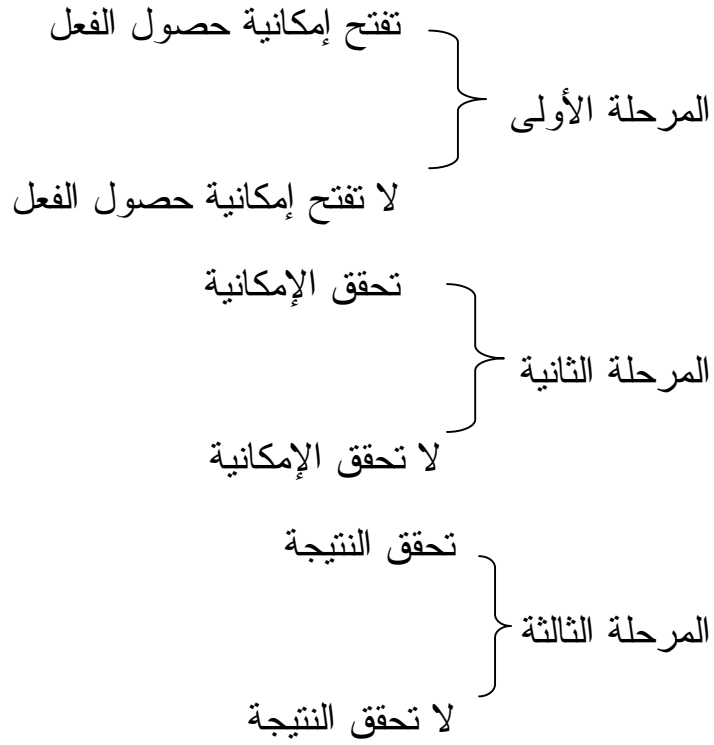 تفتح إمكانية حصول الفعل
المرحلة الأولى
لا تفتح إمكانية حصول الفعل
تحقق الإمكانية
المرحلة الثانية
لا تحقق الإمكانية
تحقق النتيجة
المرحلة الثالثة
لا تحقق النتيجة